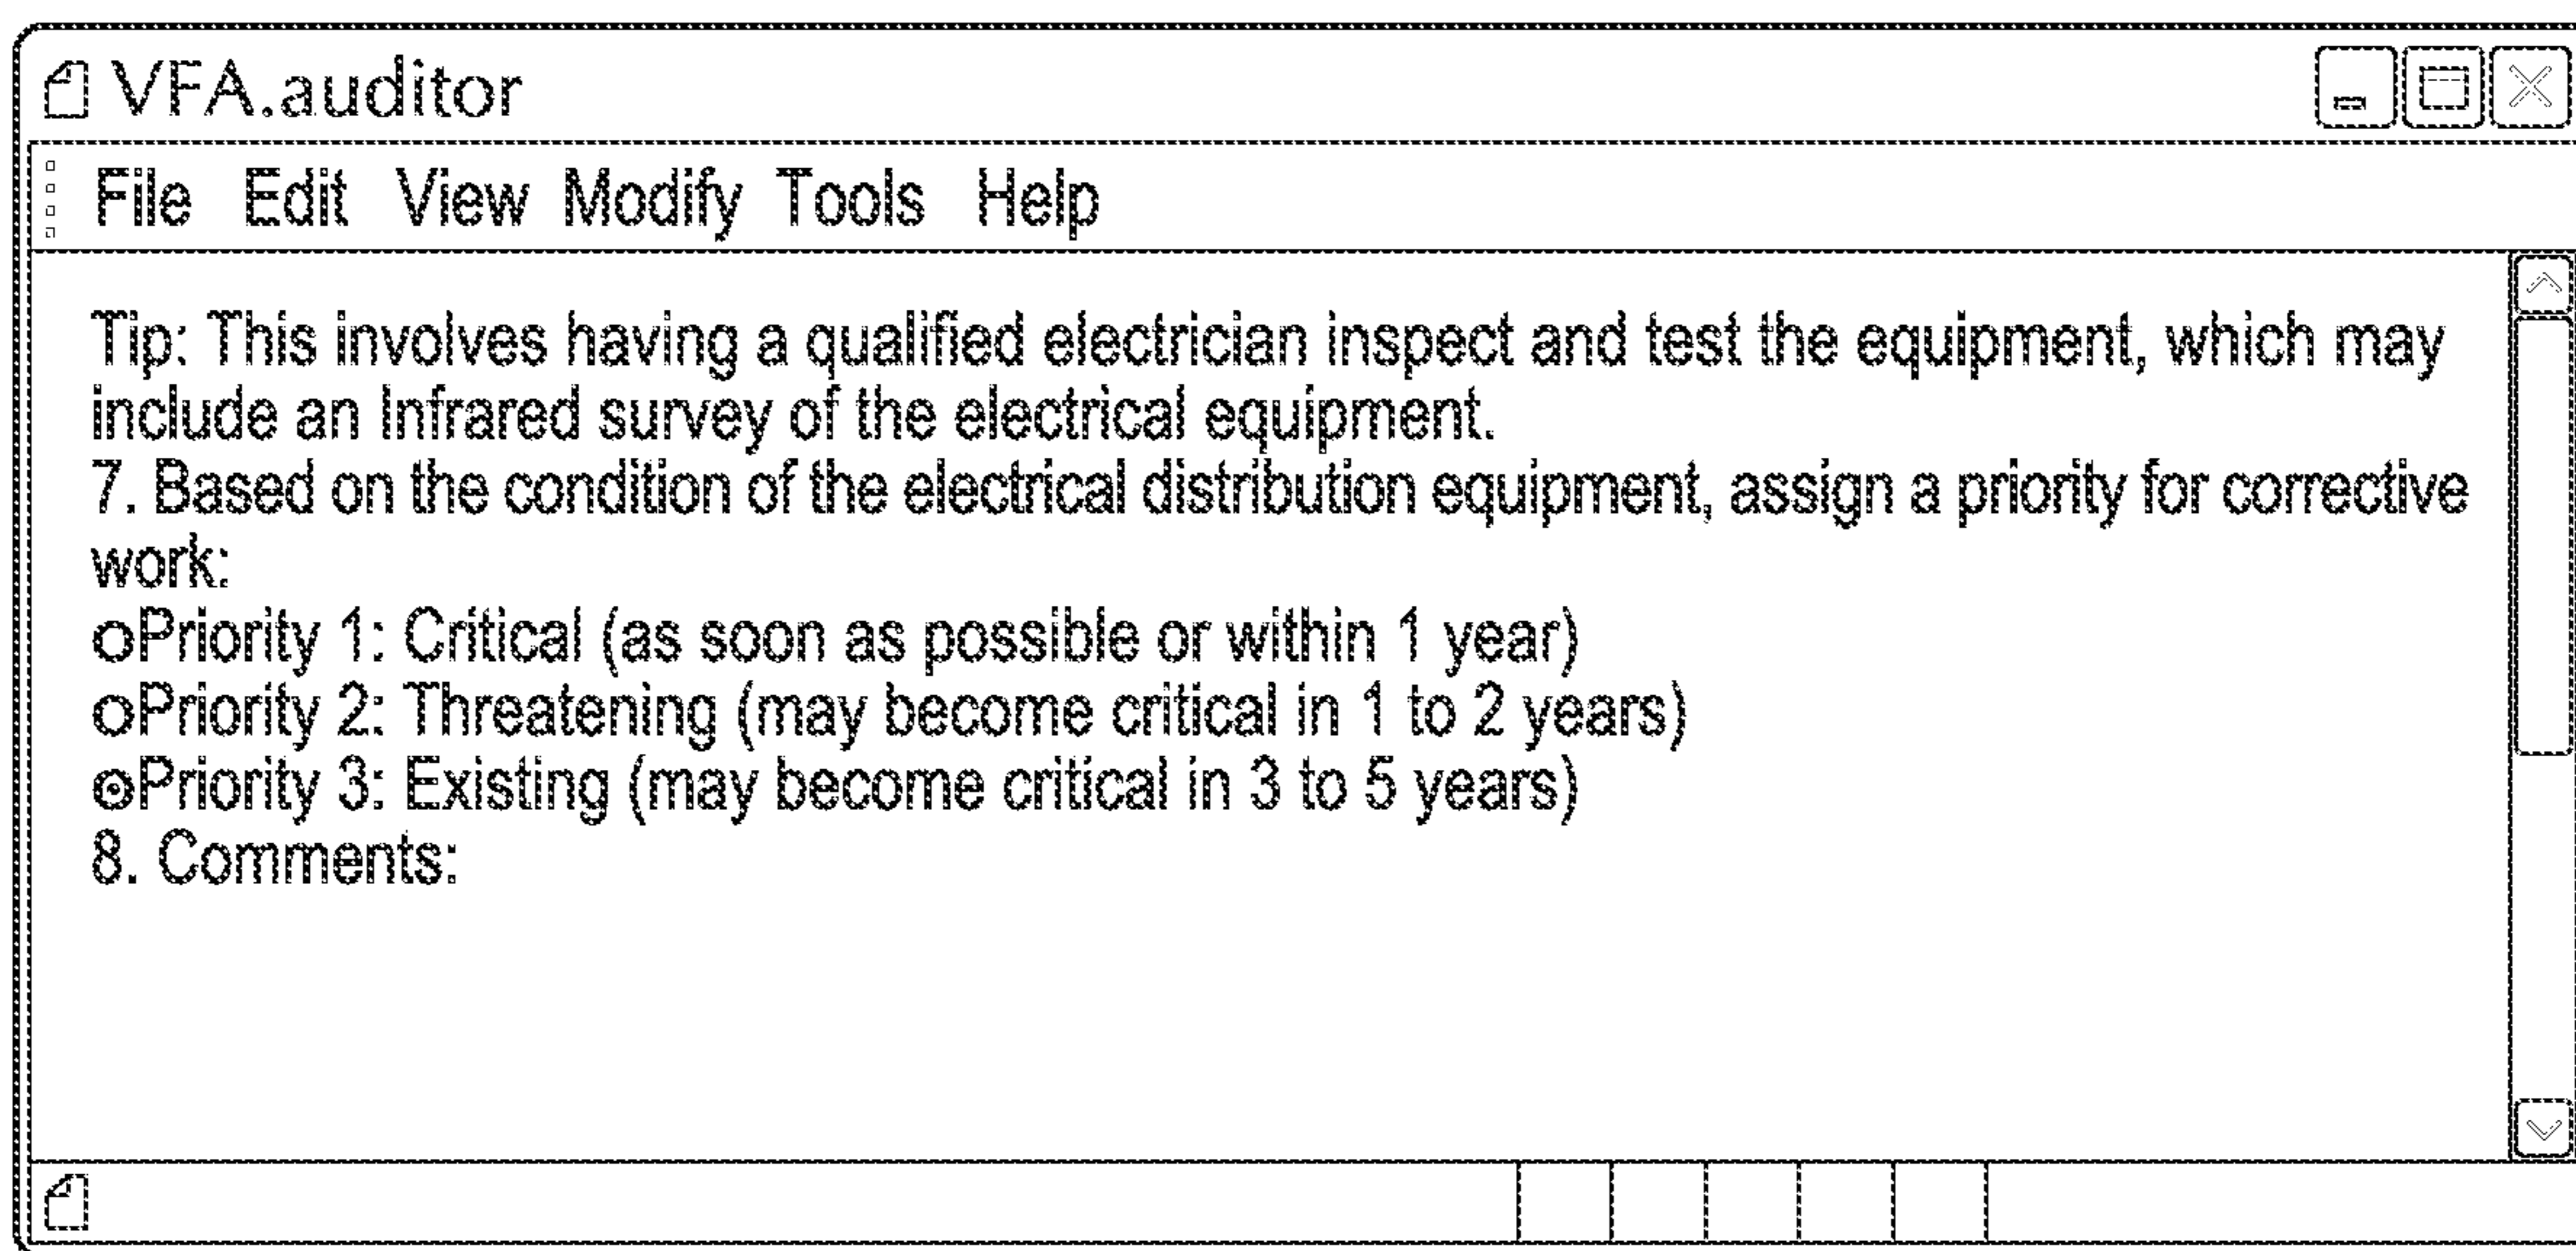 VFA.auditor
File Edit View Modify Tools Help
Tip: This involves having a qualified electrician inspect and test the equipment, which may
include an Infrared survey of the electrical equipment.
7. Based on the condition of the electrical distribution equipment, assign a priority for corrective
work:
Priority 1: Critical (as soon as possible or within 1 year)
Priority 2: Threatening (may become critical in 1 to 2 years)
Priority 3: Existing (may become critical in 3 to 5 years)
8. Comments: